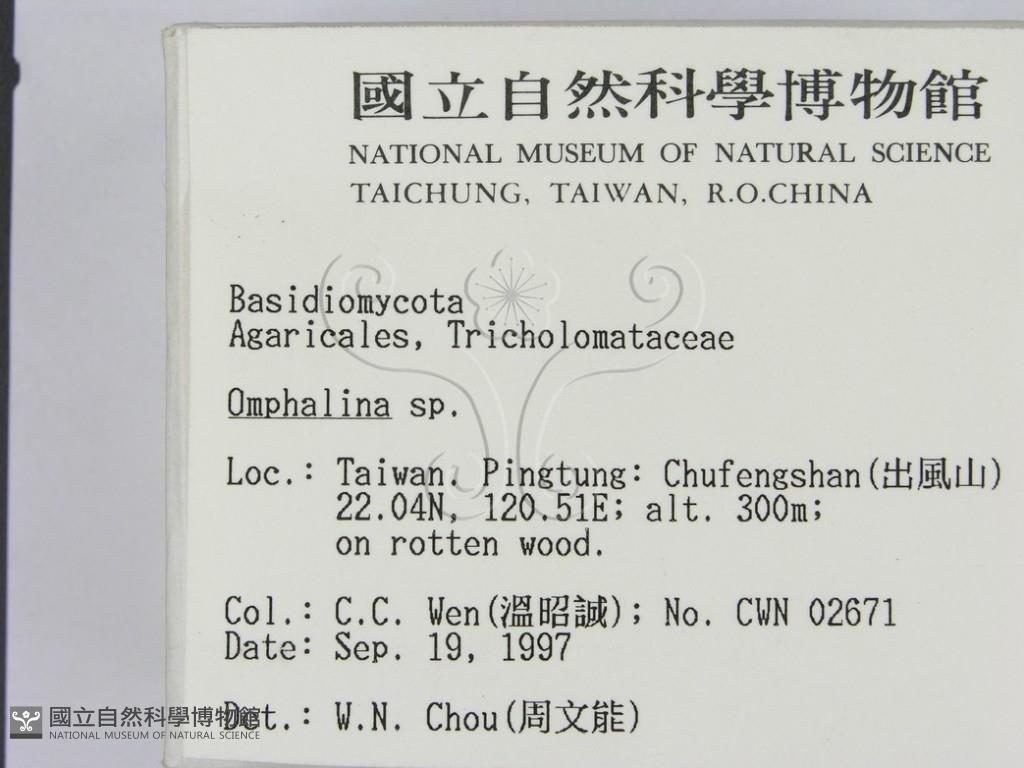 國立自然科學博物館
NATIONAL MUSEUM OF NATURAL SCIENCE
TAICHUNG, TAIWAN, R.O.CHINA
Basidiomycota
Agaricales, Tricholomataceae
Omphalina sp.
Loc.: Taiwan. Pingtung: Chufengshan(出風山)
22.04N, 120.51E; alt. 300m;
on rotten wood.
Col.: C.C. Wen(溫昭誠); No. CWN 02671
Date: Sep. 19, 1997
Det.: W.N. Chou(周文能)
國立自然科學博物館
NATIONAL MUSEUM OF NATURAL SCIENCE